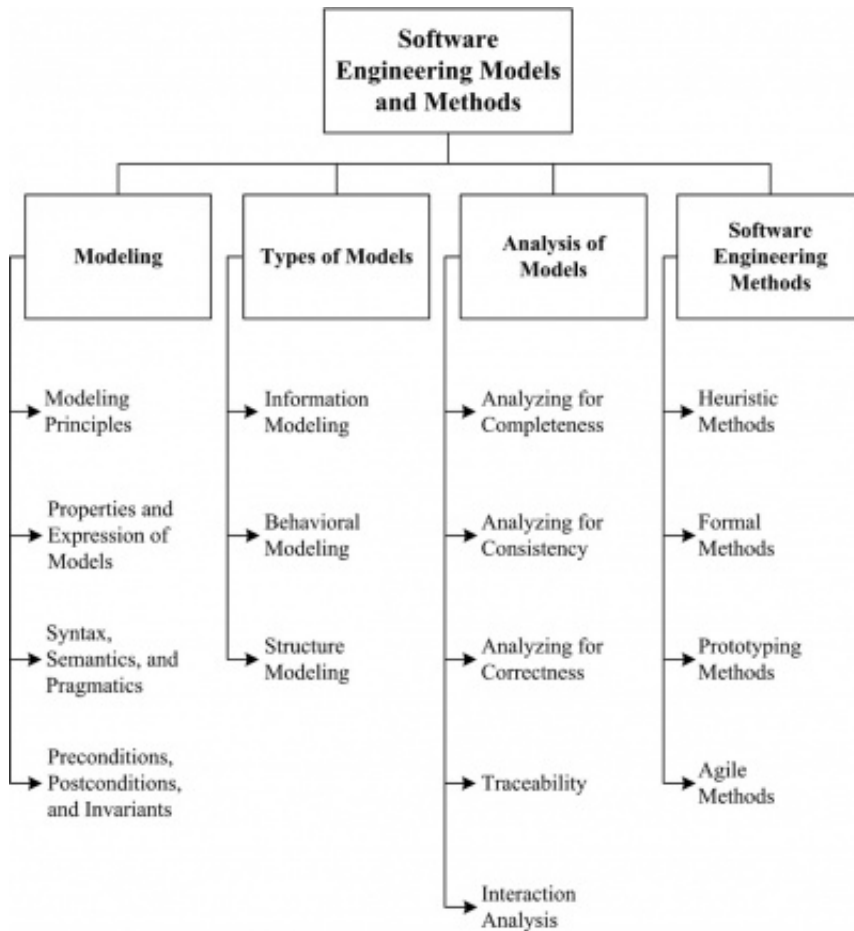 Software
Engineering Models
and Methods
Modeling
Types of Models
Analysis of
Models
Software
Engineering
Methods
Modeling
Principles
Properties and
Expression of
Models
Syntax,
Semantics, and
Pragmatics
Preconditions,
Postconditions,
and Invariants
Information
Modeling
Behavioral
Modeling
Structure
Modeling
Analyzing for
Completeness
Analyzing for
Consistency
Analyzing for
Correctness
Traceability
Interaction
Analysis
Heuristic
Methods
Formal
Methods
Prototyping
Methods
Agile
Methods